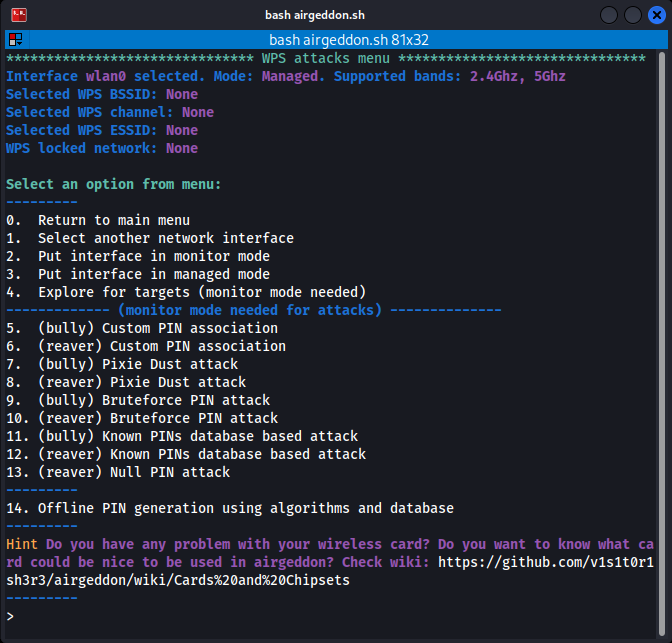 bash airgeddon.sh
bash airgeddon.sh 81x32
******************************* WPS attacks menu *******************************
Interface wlan0 selected. Mode: Managed. Supported bands: 2.4Ghz, 5Ghz
Selected WPS BSSID: None
Selected WPS channel: None
Selected WPS ESSID: None
WPS locked network: None
Select an option from menu:
---------
0.  Return to main menu
1.  Select another network interface
2.  Put interface in monitor mode
3.  Put interface in managed mode
4.  Explore for targets (monitor mode needed)
------------- (monitor mode needed for attacks) --------------
5.  (bully) Custom PIN association
6.  (reaver) Custom PIN association
7.  (bully) Pixie Dust attack
8.  (reaver) Pixie Dust attack
9.  (bully) Bruteforce PIN attack
10. (reaver) Bruteforce PIN attack
11. (bully) Known PINs database based attack
12. (reaver) Known PINs database based attack
13. (reaver) Null PIN attack
---------
14. Offline PIN generation using algorithms and database
---------
Hint Do you have any problem with your wireless card? Do you want to know what ca
rd could be nice to be used in airgeddon? Check wiki: https://github.com/v1s1t0r1
sh3r3/airgeddon/wiki/Cards%20and%20Chipsets
---------
>